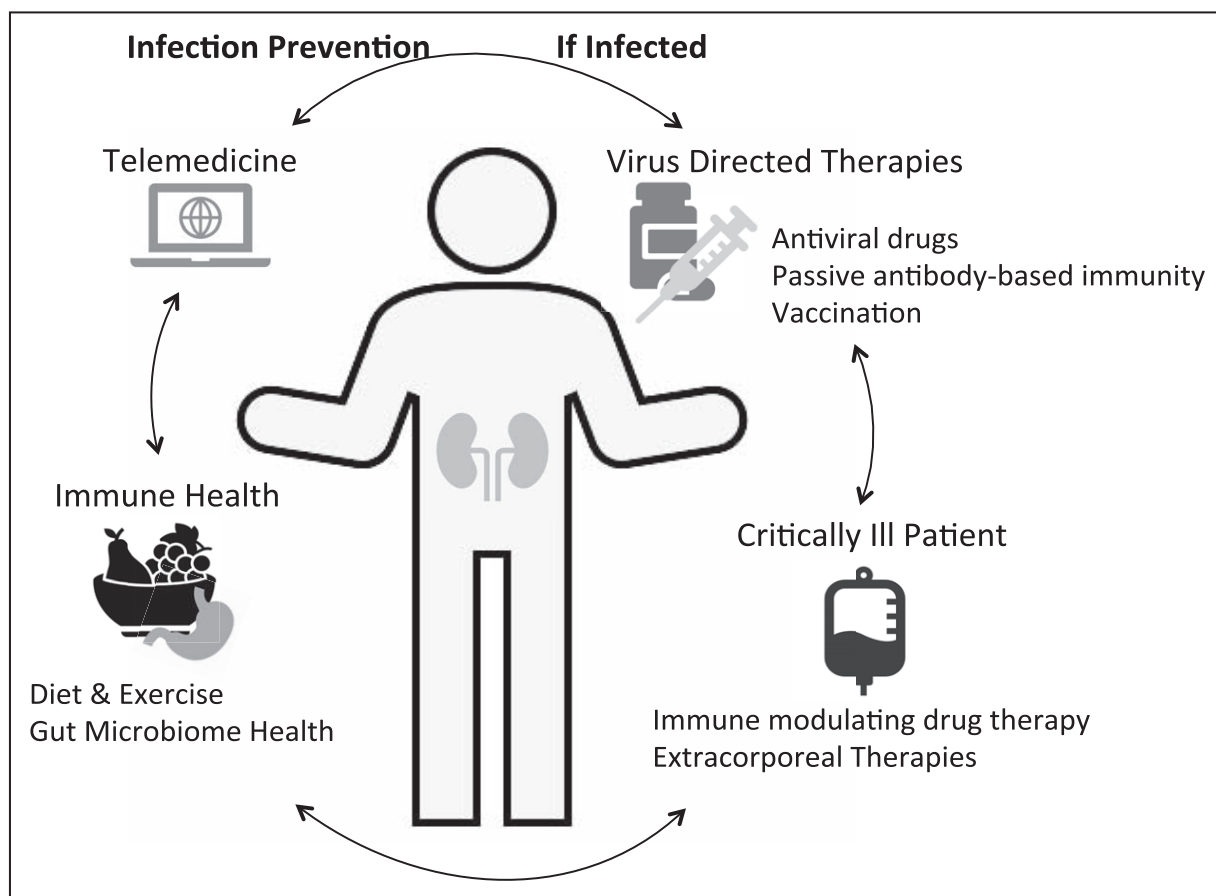 Infection Prevention
If Infected
Telemedicine
Virus Directed Therapies
Antiviral drugs
Passive antibody-based immunity
Vaccination
Immune Health
Critically Ill Patient
Diet & Exercise
Gut Microbiome Health
Immune modulating drug therapy
Extracorporeal Therapies